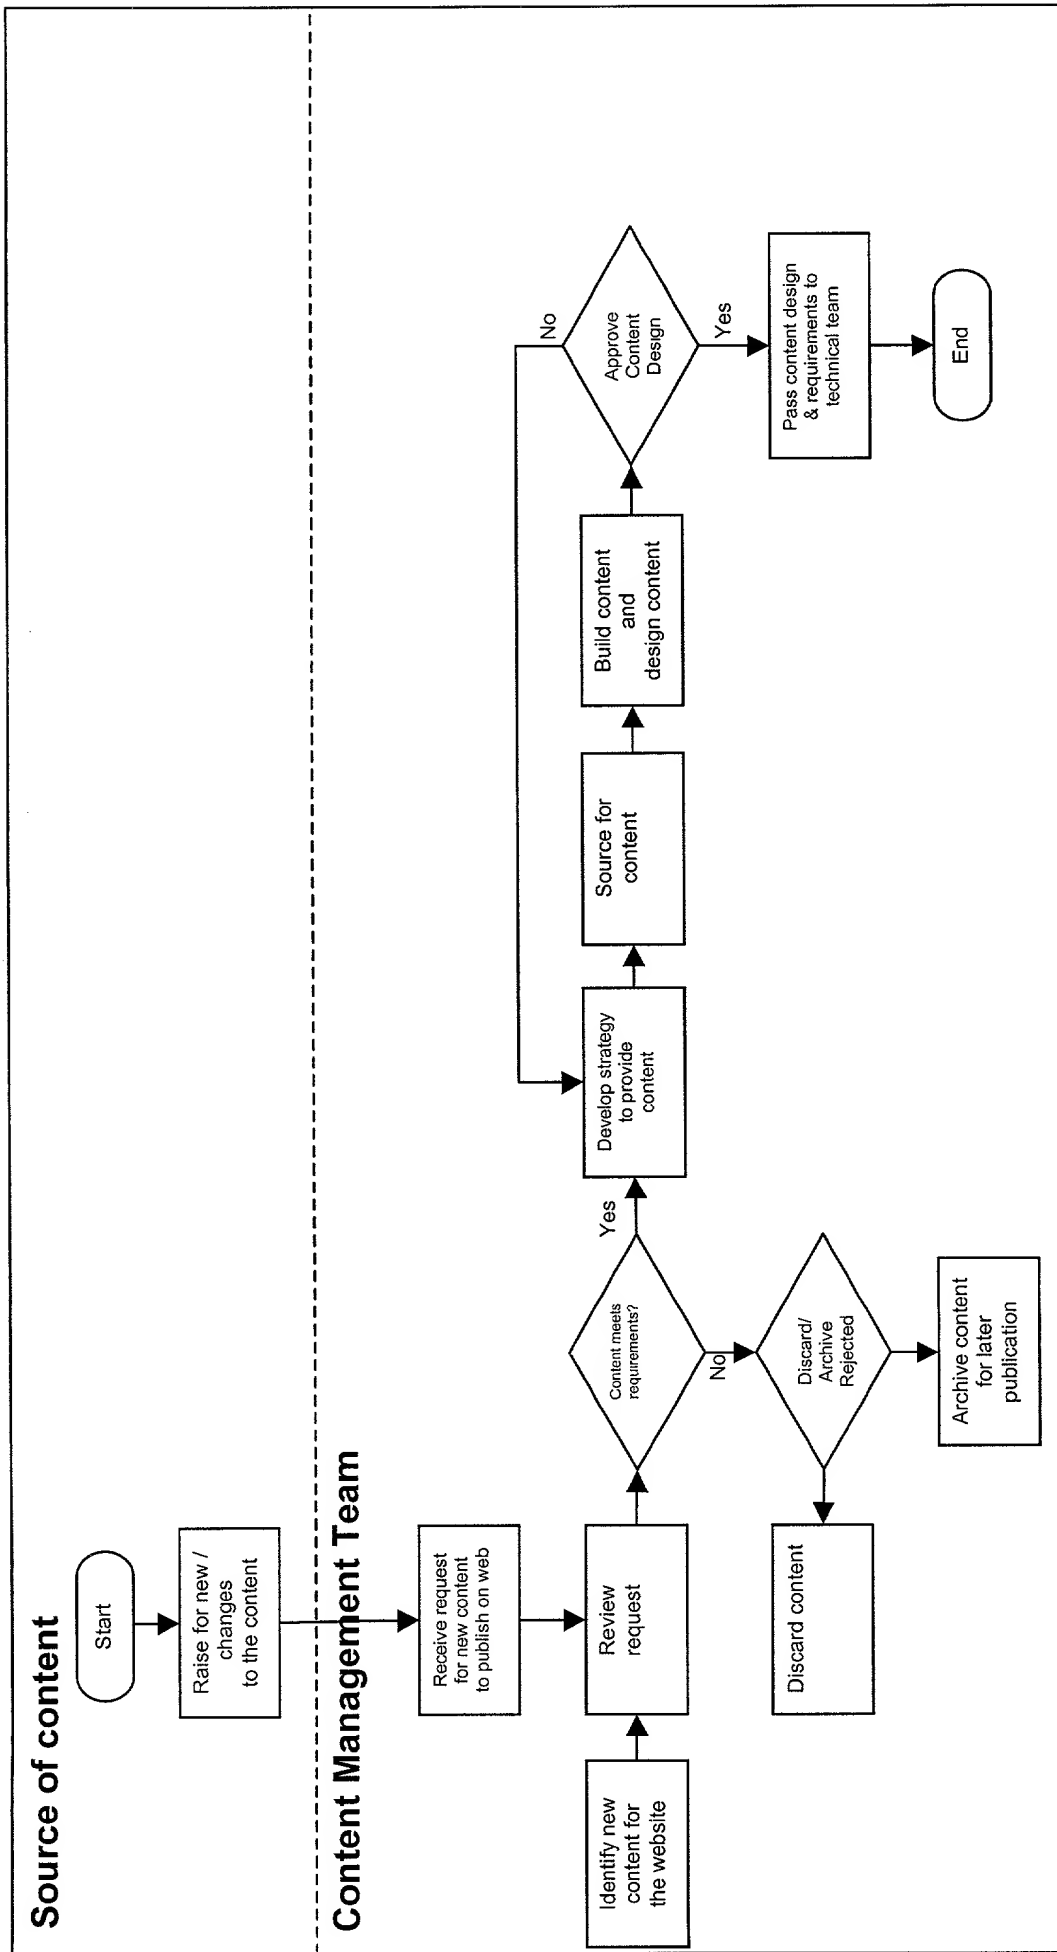 Source of content
Start
Raise for new /
changes
to the content
Content Management Team
Receive request
for new content
to publish on web
Identify new
content for
the website
Review
request
Content meets
requirements?
Yes
No
Develop strategy
to provide
content
Source for
content
Build content
and
design content
Approve
Content
Design
No
Yes
Pass content design
& requirements to
technical team
End
Discard/
Archive
Rejected
Discard content
Archive content
for later
publication